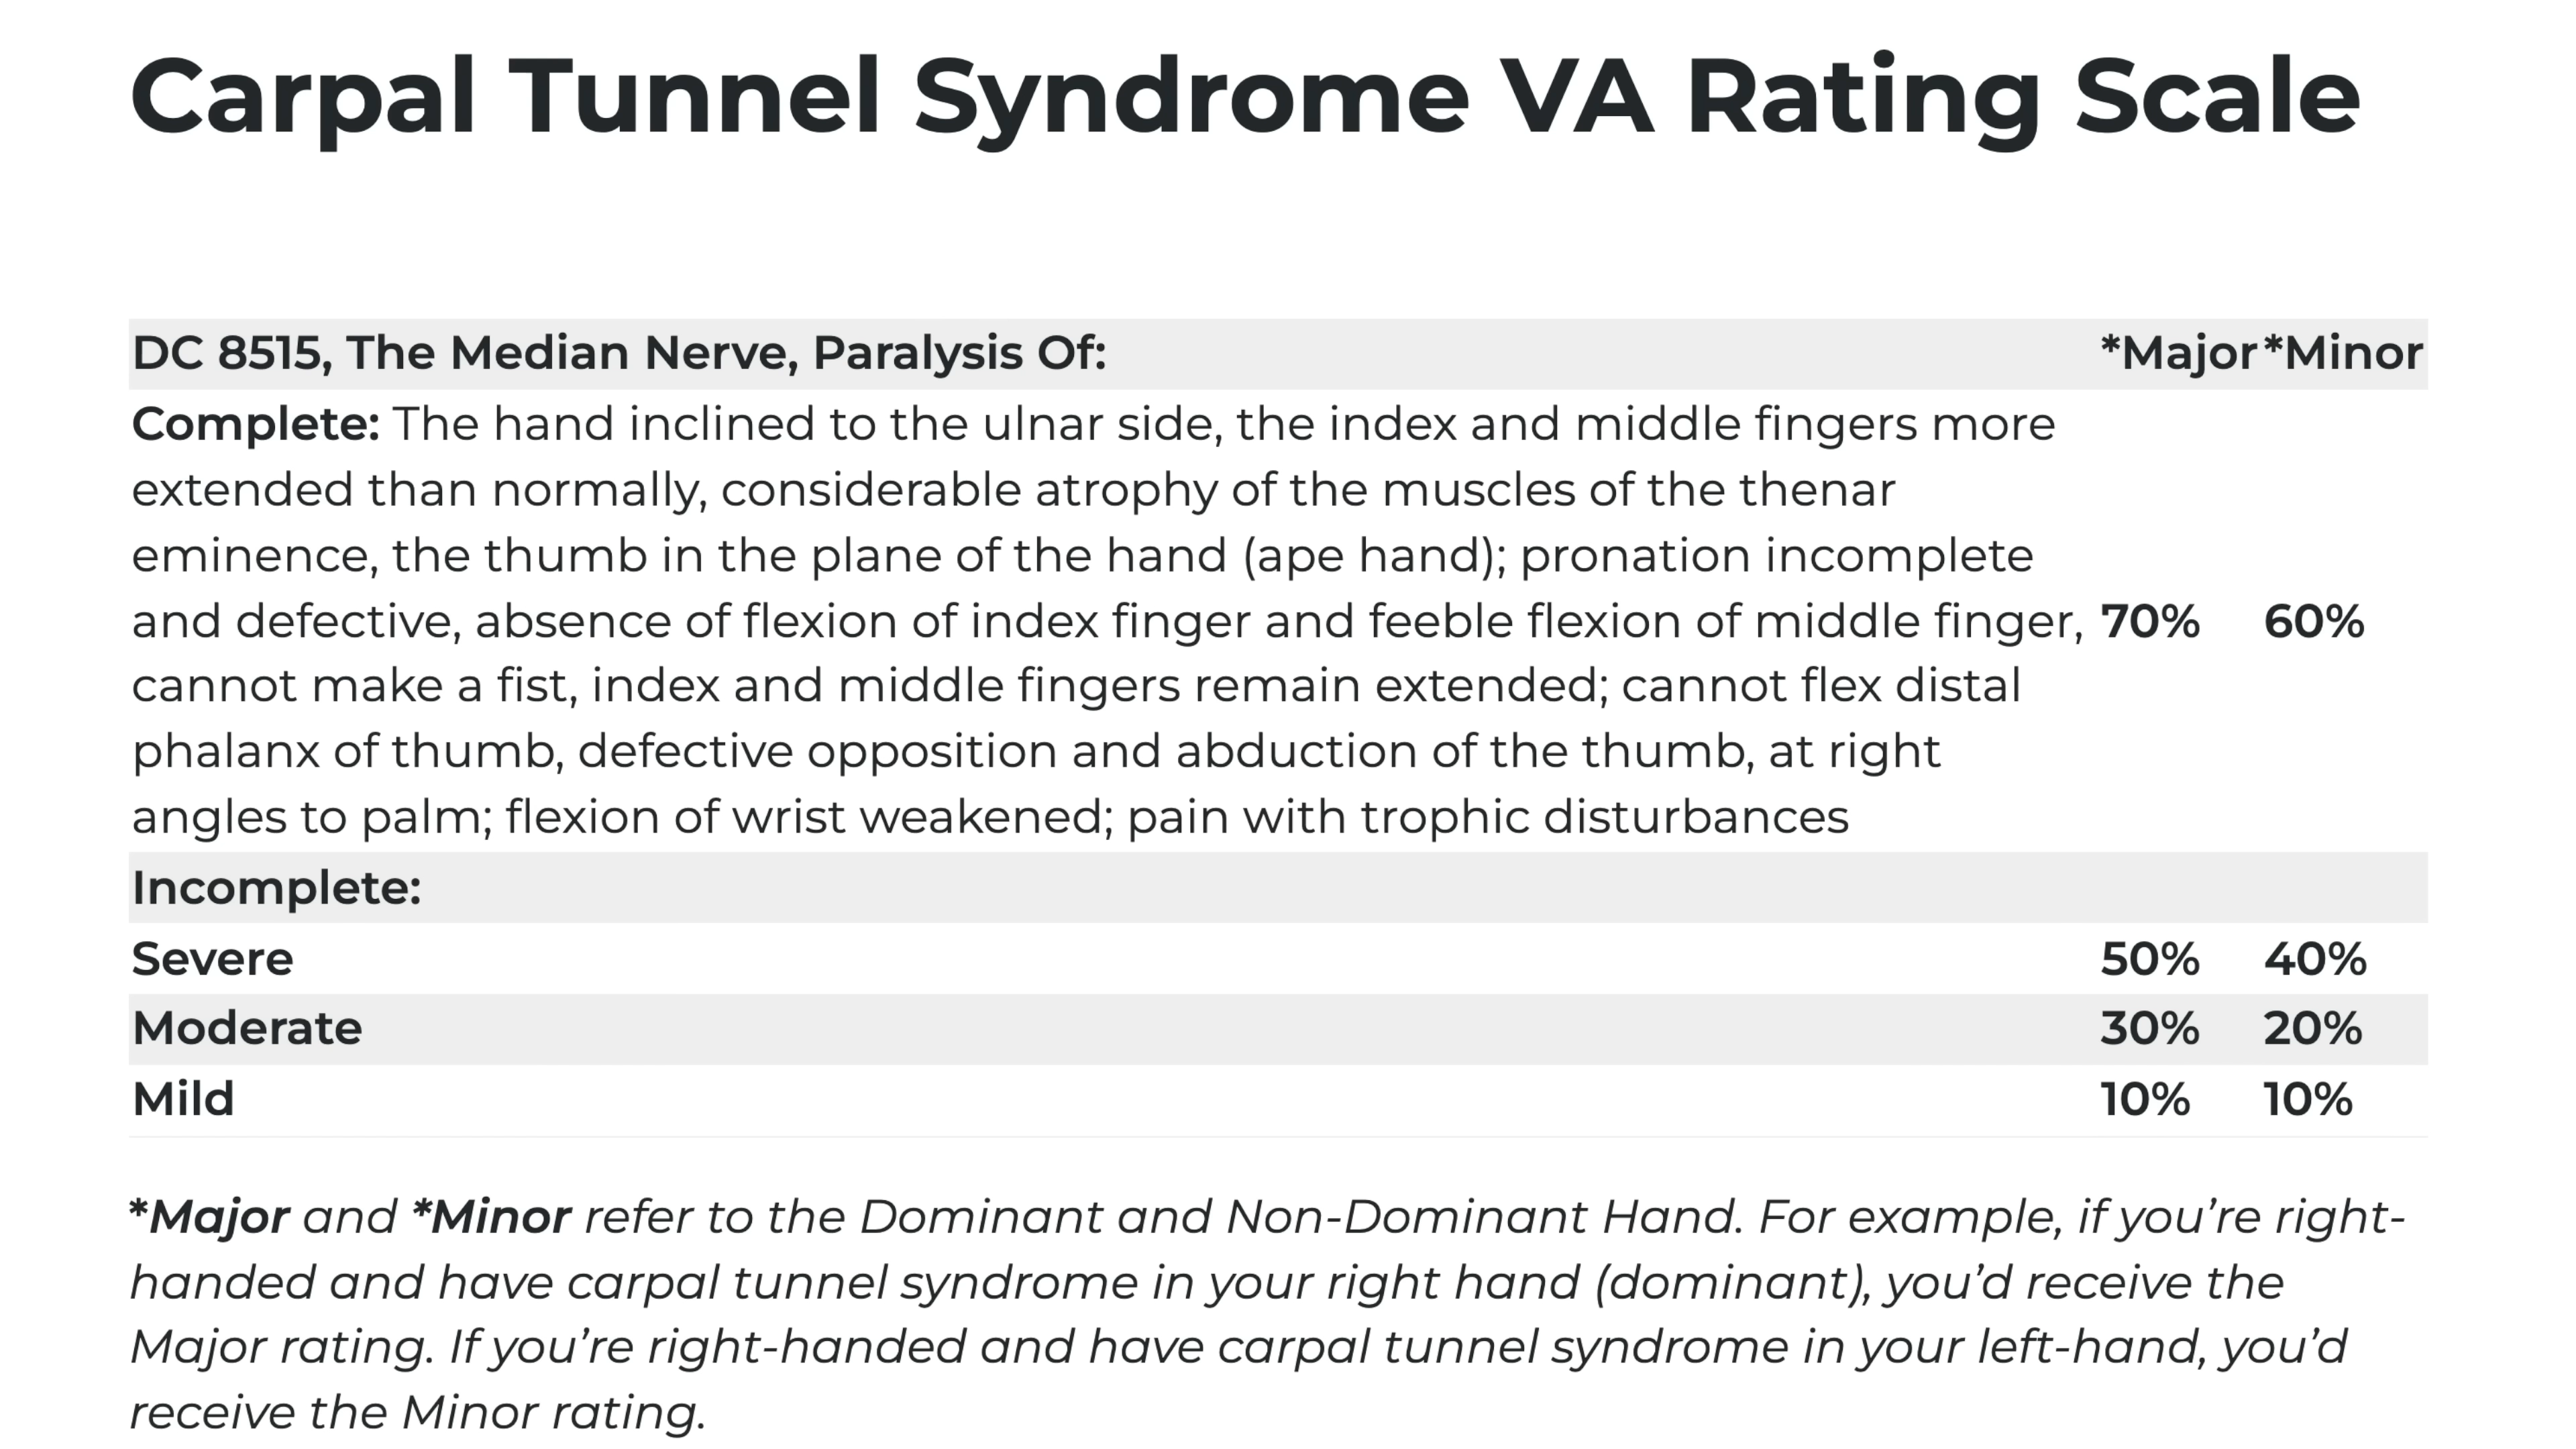 Carpal Tunnel Syndrome VA Rating Scale
DC 8515, The Median Nerve, Paralysis Of: *Major *Minor
Complete: The hand inclined to the ulnar side, the index and middle fingers more
extended than normally, considerable atrophy of the muscles of the thenar
eminence, the thumb in the plane of the hand (ape hand); pronation incomplete
and defective, absence of flexion of index finger and feeble flexion of middle finger, 70% 60%
cannot make a fist, index and middle fingers remain extended; cannot flex distal
phalanx of thumb, defective opposition and abduction of the thumb, at right
angles to palm; flexion of wrist weakened; pain with trophic disturbances
Incomplete:
Severe 50% 40%
Moderate 30% 20%
Mild 10% 10%
*Major and *Minor refer to the Dominant and Non-Dominant Hand. For example, if you’re right-
handed and have carpal tunnel syndrome in your right hand (dominant), you’d receive the
Major rating. If you’re right-handed and have carpal tunnel syndrome in your left-hand, you’d
receive the Minor rating.